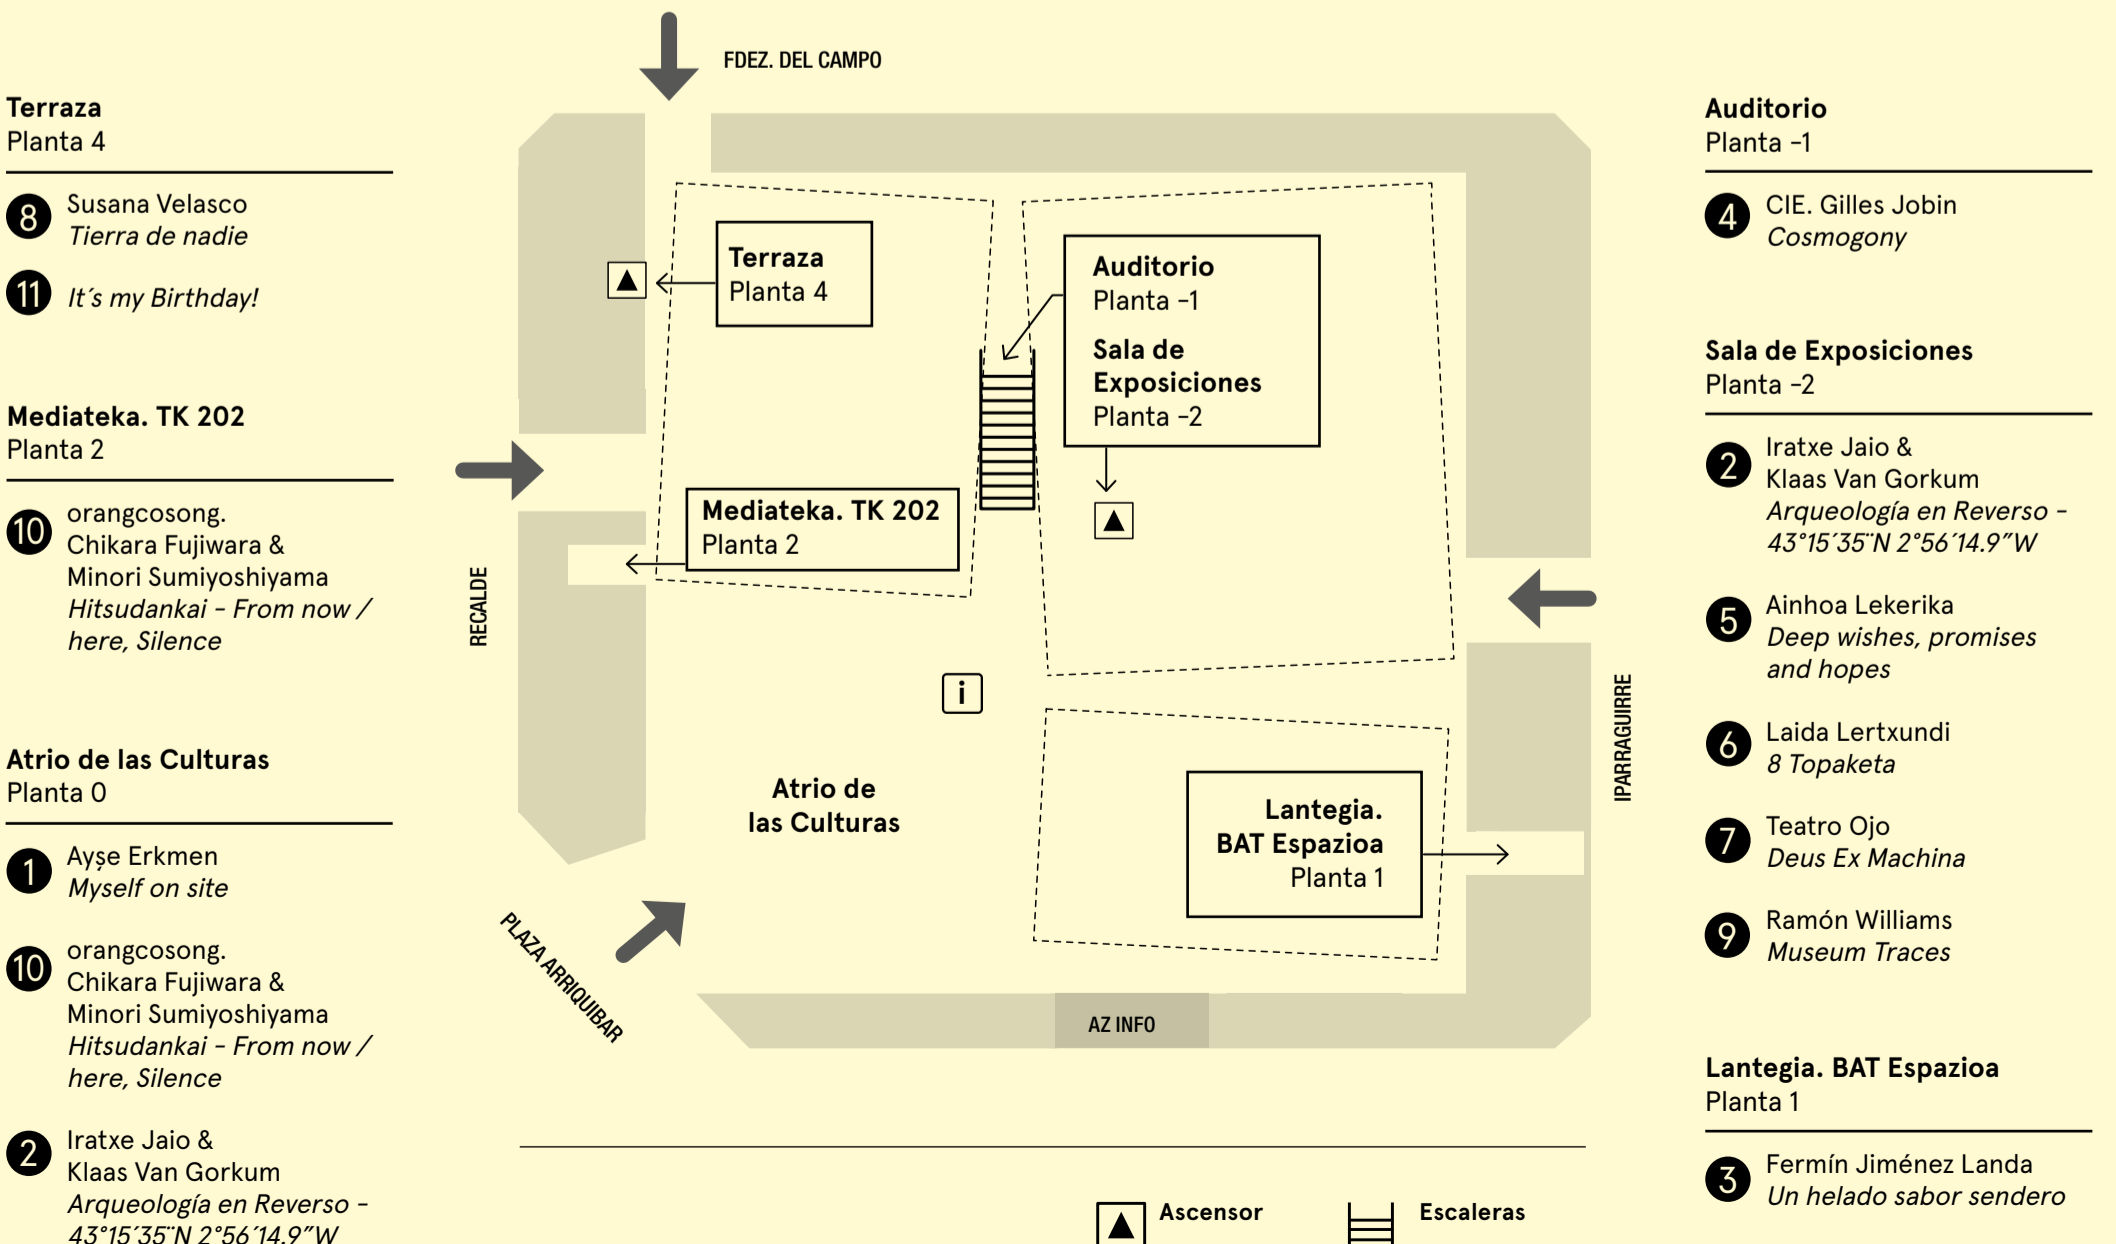 Terraza
Planta 4
8
Susana Velasco
Tierra de nadie
11
It´s my Birthday!
Mediateka. TK 202
Planta 2
10
orangcosong.
Chikara Fujiwara &
Minori Sumiyoshiyama
Hitsudankai - From now /
here, Silence
Atrio de las Culturas
Planta 0
1
Ayşe Erkmen
Myself on site
10
orangcosong.
Chikara Fujiwara &
Minori Sumiyoshiyama
Hitsudankai - From now /
here, Silence
2
Iratxe Jaio &
Klaas Van Gorkum
Arqueología en Reverso -
43°15´35¨N 2°56´14.9”W
FDEZ. DEL CAMPO
Terraza
Planta 4
Auditorio
Planta -1
Sala de
Exposiciones
Planta -2
Mediateka. TK 202
Planta 2
RECALDE
i
IPARRAGUIRRE
Atrio de
las Culturas
Lantegia.
BAT Espazioa
Planta 1
PLAZA ARRIQUIBAR
AZ INFO
Ascensor
Escaleras
Auditorio
Planta -1
4
CIE. Gilles Jobin
Cosmogony
Sala de Exposiciones
Planta -2
2
Iratxe Jaio &
Klaas Van Gorkum
Arqueología en Reverso -
43°15´35¨N 2°56´14.9”W
5
Ainhoa Lekerika
Deep wishes, promises
and hopes
6
Laida Lertxundi
8 Topaketa
7
Teatro Ojo
Deus Ex Machina
9
Ramón Williams
Museum Traces
Lantegia. BAT Espazioa
Planta 1
3
Fermín Jiménez Landa
Un helado sabor sendero